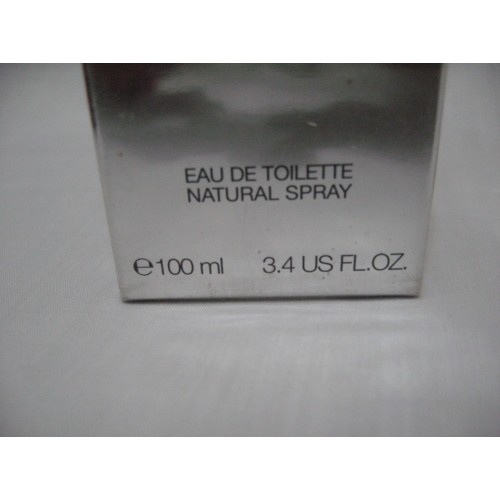 EAU DE TOILETTE
NATURAL SPRAY
℮100 ml 3.4 US FL.OZ.